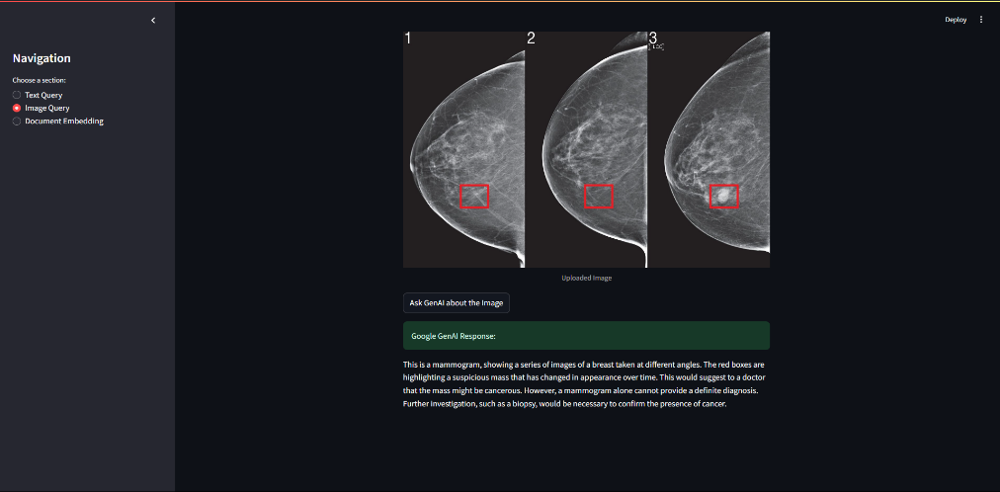 Deploy
Navigation
Choose a section:
Text Query
Image Query
Document Embedding
1 2 3
Uploaded Image
Ask GenAI about the Image
Google GenAI Response:
This is a mammogram, showing a series of images of a breast taken at different angles. The red boxes are
highlighting a suspicious mass that has changed in appearance over time. This would suggest to a doctor
that the mass might be cancerous. However, a mammogram alone cannot provide a definite diagnosis.
Further investigation, such as a biopsy, would be necessary to confirm the presence of cancer.